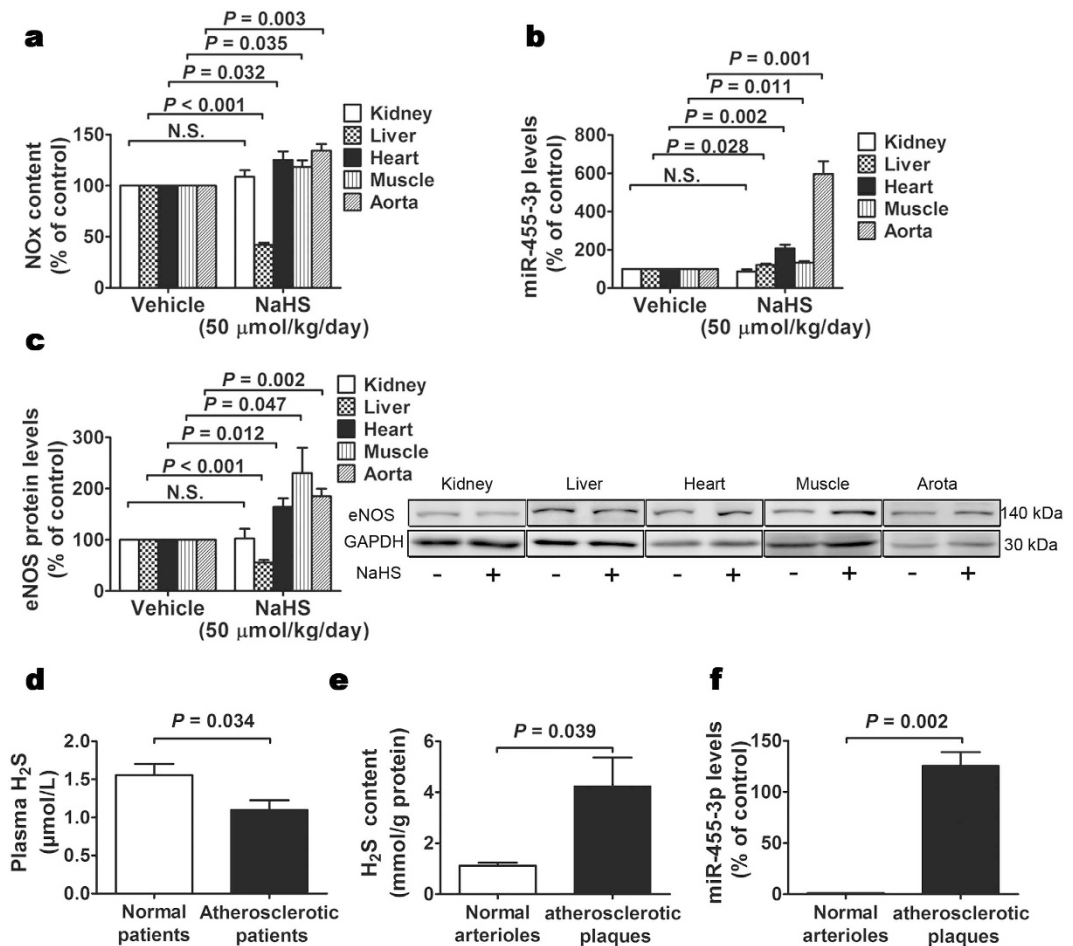 a
P = 0.003
P = 0.035
P = 0.032
P < 0.001
N.S.
Kidney
Liver
Heart
Muscle
Aorta
NOx content
(% of control)
150
100
50
0
Vehicle
NaHS
(50 μmol/kg/day)
b
P = 0.001
P = 0.011
P = 0.002
P = 0.028
N.S.
Kidney
Liver
Heart
Muscle
Aorta
miR-455-3p levels
(% of control)
800
600
400
200
0
Vehicle
NaHS
(50 μmol/kg/day)
c
P = 0.002
P = 0.047
P = 0.012
P < 0.001
N.S.
Kidney
Liver
Heart
Muscle
Aorta
eNOS protein levels
(% of control)
300
200
100
0
Vehicle
NaHS
(50 μmol/kg/day)
Kidney Liver Heart Muscle Arota
eNOS 140 kDa
GAPDH 30 kDa
NaHS - + - + - + - + - +
d
P = 0.034
Plasma H₂S
(μmol/L)
2.0
1.5
1.0
0.5
0.0
Normal
patients
Atherosclerotic
patients
e
P = 0.039
H₂S content
(mmol/g protein)
6
4
2
0
Normal
arterioles
atherosclerotic
plaques
f
P = 0.002
miR-455-3p levels
(% of control)
150
100
50
0
Normal
arterioles
atherosclerotic
plaques